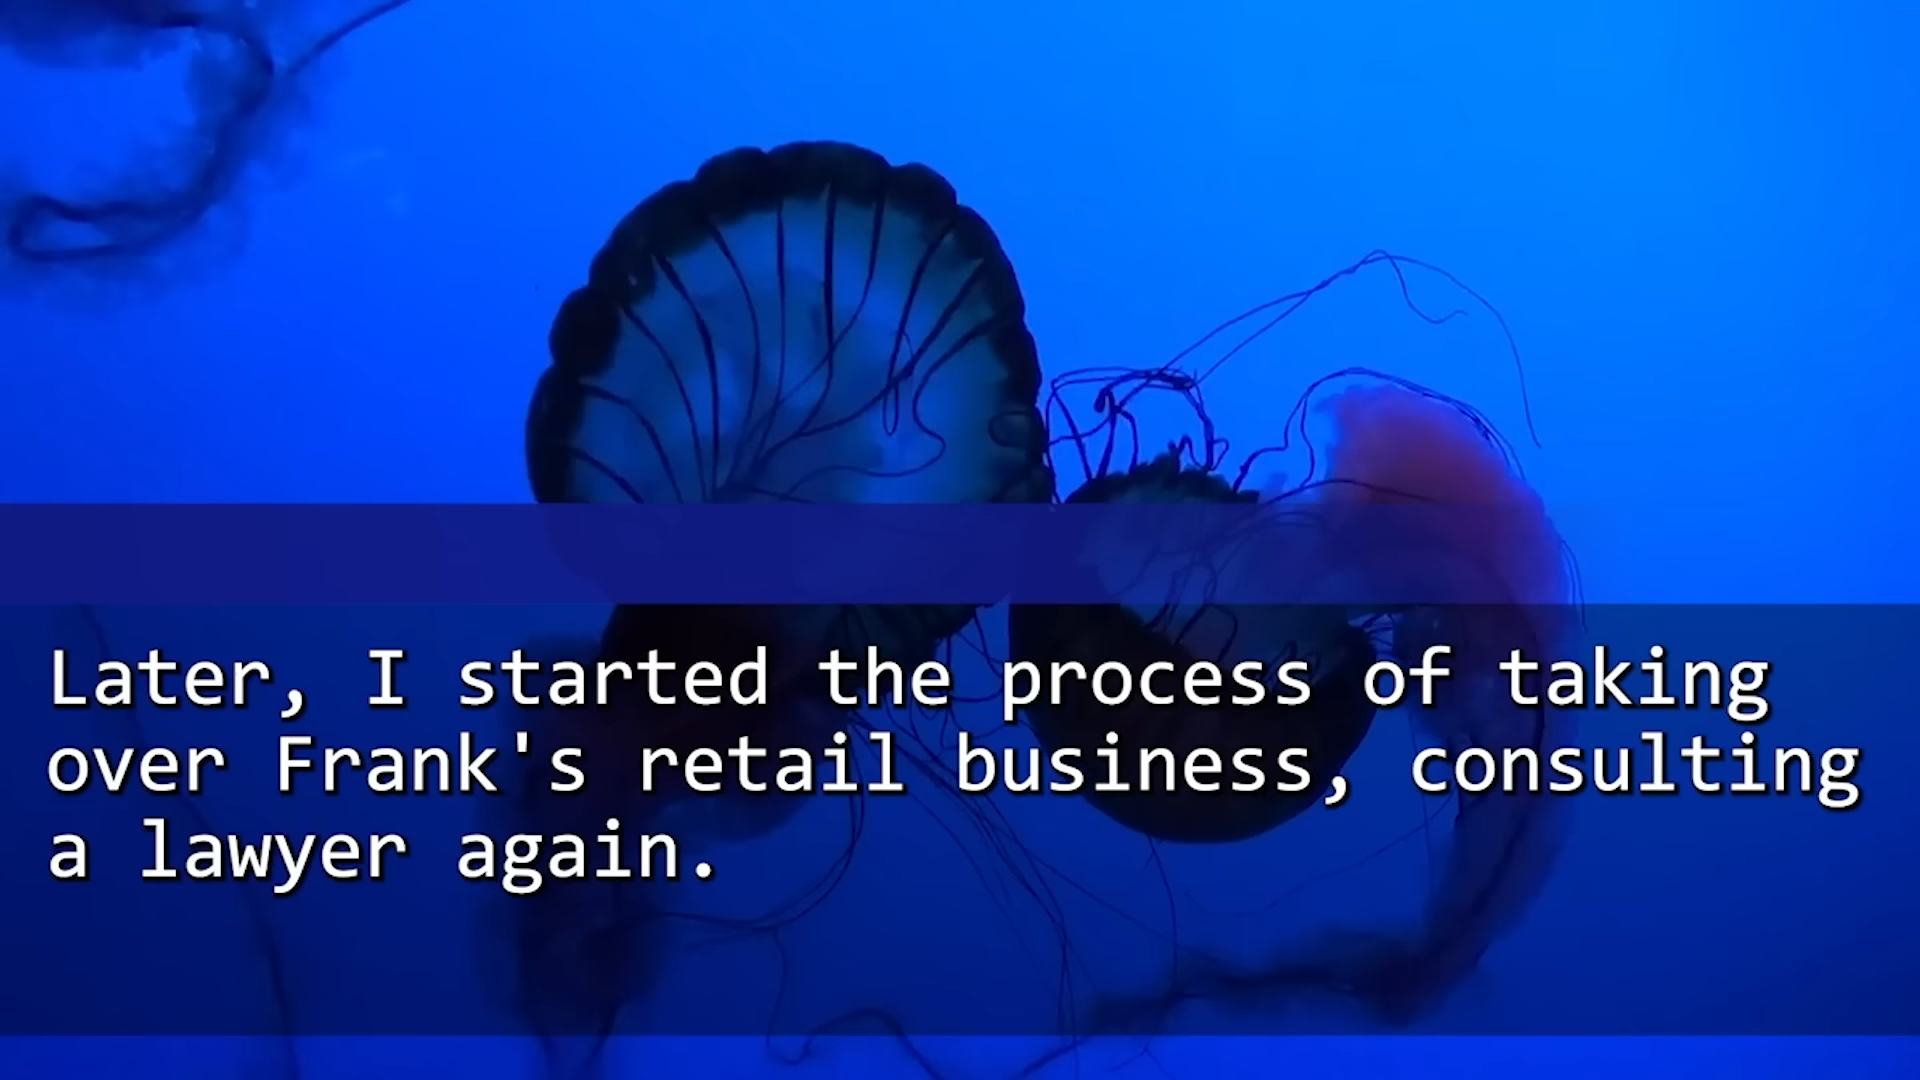 Later, I started the process of taking
over Frank's retail business, consulting
a lawyer again.